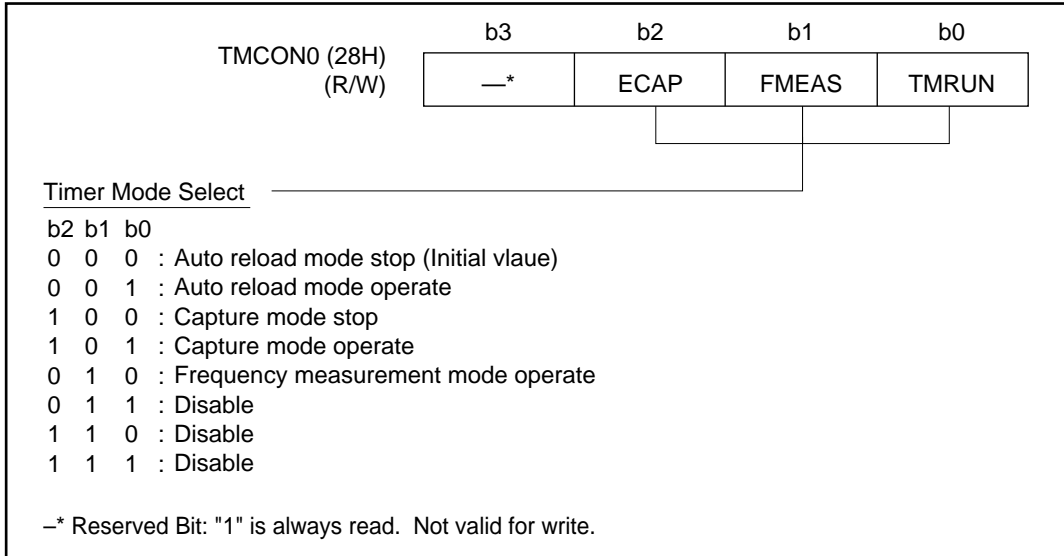 b3 b2 b1 b0
TMCON0 (28H)
(R/W)
—* ECAP FMEAS TMRUN
Timer Mode Select
b2 b1 b0
0 0 0 : Auto reload mode stop (Initial vlaue)
0 0 1 : Auto reload mode operate
1 0 0 : Capture mode stop
1 0 1 : Capture mode operate
0 1 0 : Frequency measurement mode operate
0 1 1 : Disable
1 1 0 : Disable
1 1 1 : Disable
–* Reserved Bit: "1" is always read. Not valid for write.